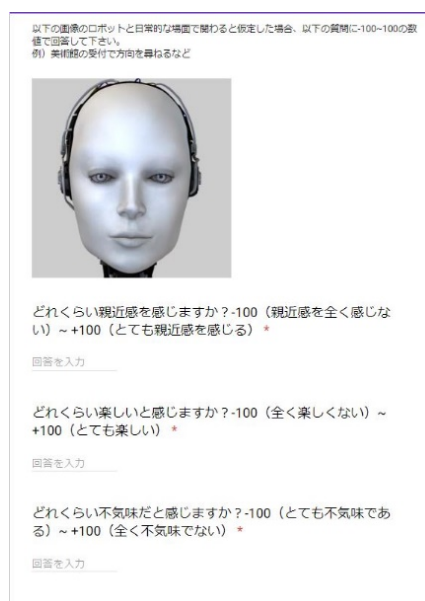 以下の画像のロボットと日常的な場面で関わると仮定した場合、以下の質問に-100~100の数
値で回答して下さい。
例）美術館の受付で方向を尋ねるなど
どれくらい親近感を感じますか？-100（親近感を全く感じな
い）~ +100（とても親近感を感じる） *
回答を入力
どれくらい楽しいと感じますか？-100（全く楽しくない）~
+100（とても楽しい） *
回答を入力
どれくらい不気味だと感じますか？-100（とても不気味であ
る）~ +100（全く不気味でない） *
回答を入力